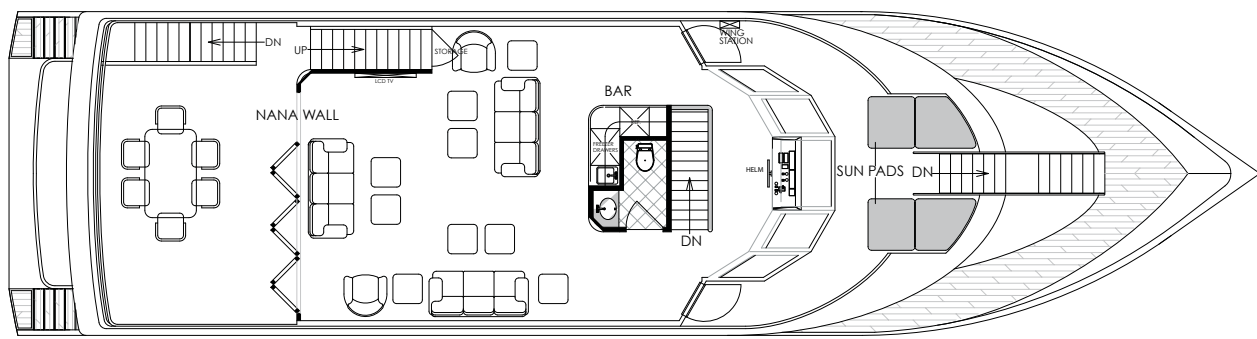 DN
UP
STORAGE
LCD TV
WING
STATION
NANA WALL
BAR
FREEZER
DRAWERS
HELM
SUN PADS
DN
DN